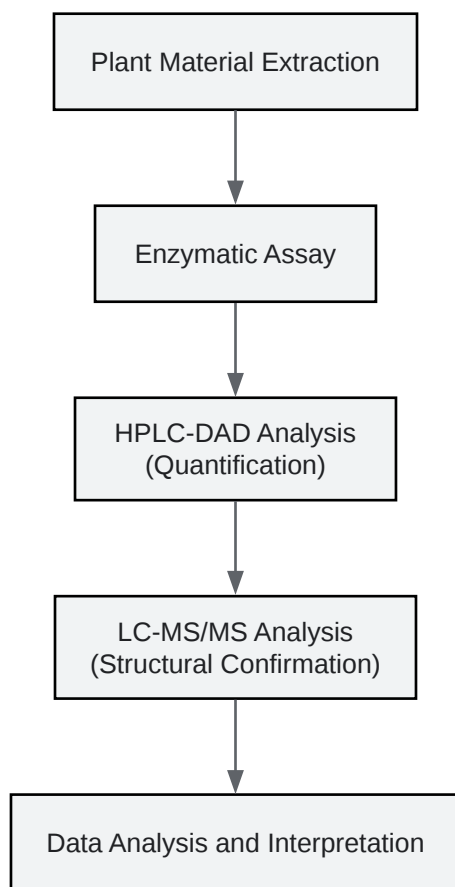 Plant Material Extraction
Enzymatic Assay
HPLC-DAD Analysis
(Quantification)
LC-MS/MS Analysis
(Structural Confirmation)
Data Analysis and Interpretation